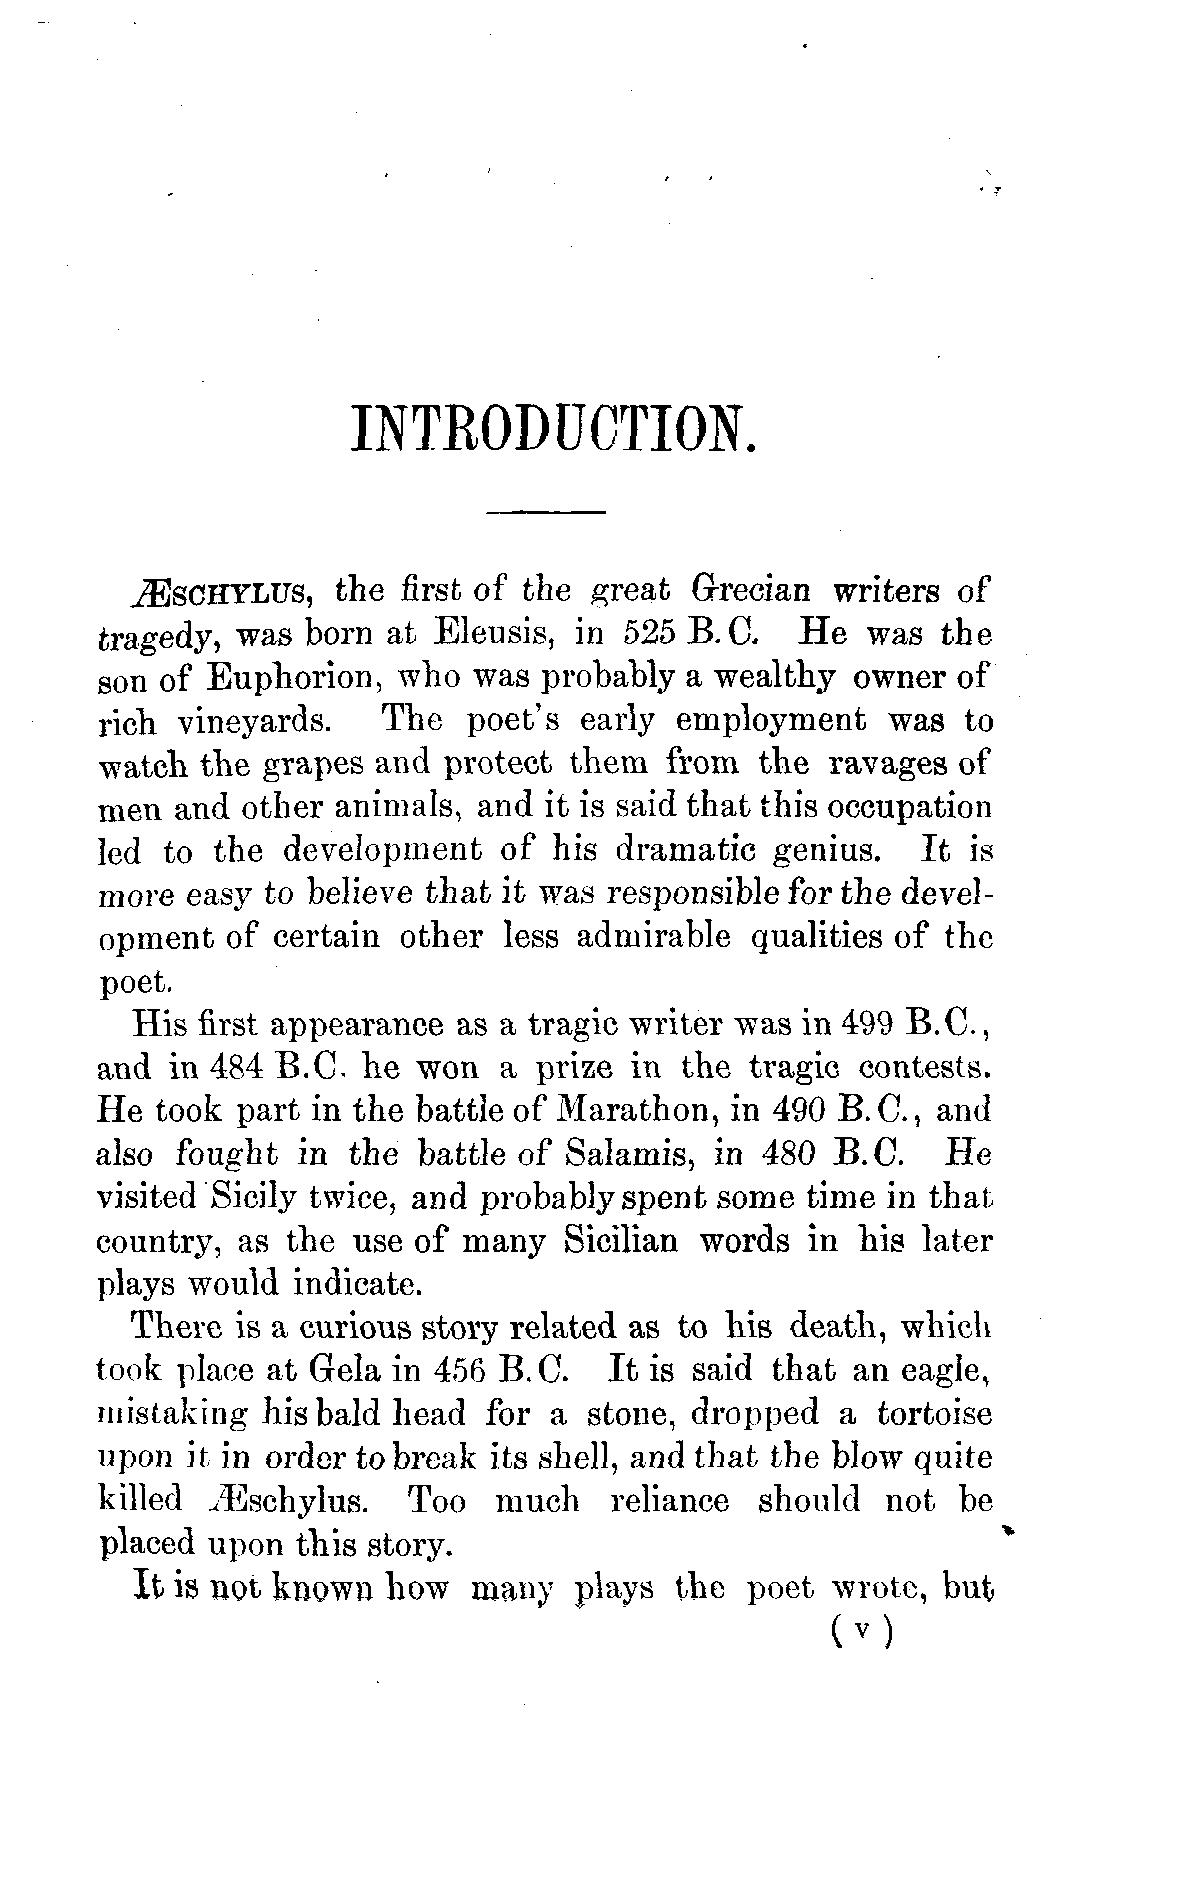 INTRODUCTION.
ÆSCHYLUS, the first of the great Grecian writers of
tragedy, was born at Eleusis, in 525 B.C. He was the
son of Euphorion, who was probably a wealthy owner of
rich vineyards. The poet's early employment was to
watch the grapes and protect them from the ravages of
men and other animals, and it is said that this occupation
led to the development of his dramatic genius. It is
more easy to believe that it was responsible for the devel-
opment of certain other less admirable qualities of the
poet.
His first appearance as a tragic writer was in 499 B.C.,
and in 484 B.C. he won a prize in the tragic contests.
He took part in the battle of Marathon, in 490 B.C., and
also fought in the battle of Salamis, in 480 B.C. He
visited Sicily twice, and probably spent some time in that
country, as the use of many Sicilian words in his later
plays would indicate.
There is a curious story related as to his death, which
took place at Gela in 456 B.C. It is said that an eagle,
mistaking his bald head for a stone, dropped a tortoise
upon it in order to break its shell, and that the blow quite
killed Æschylus. Too much reliance should not be
placed upon this story.
It is not known how many plays the poet wrote, but
( v )